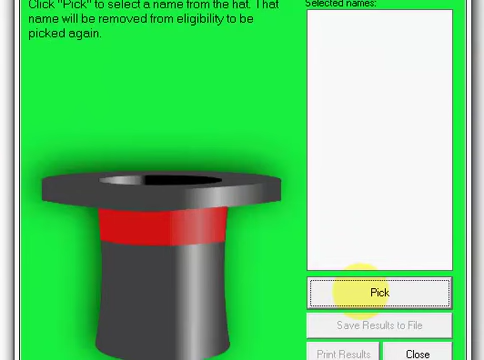 Click "Pick" to select a name from the hat. That
name will be removed from eligibility to be
picked again.
Selected names:
Pick
Save Results to File
Print Results
Close